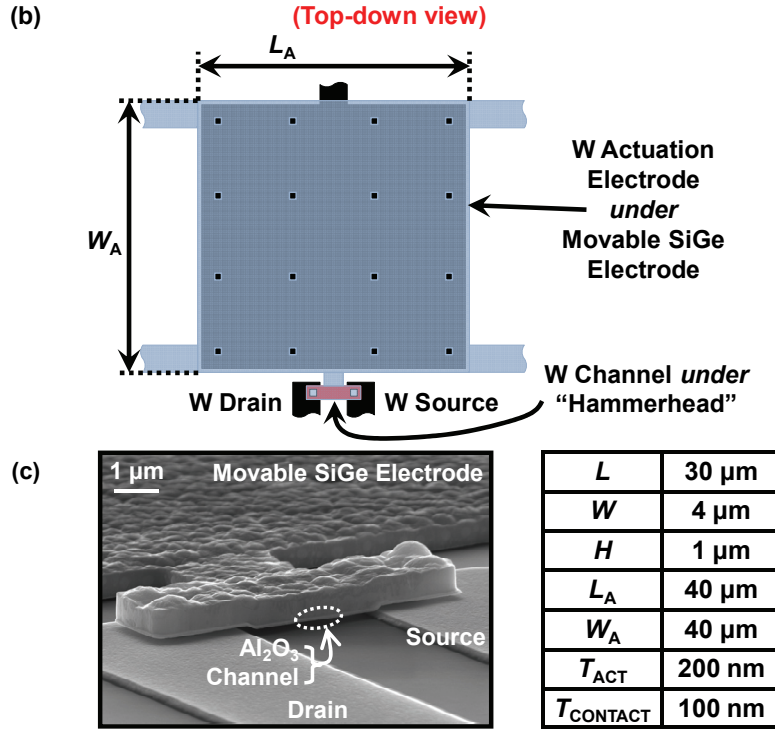 (b)
(Top-down view)
L_A
W_A
W Actuation
Electrode
under
Movable SiGe
Electrode
W Drain
W Source
W Channel under
“Hammerhead”
(c)
1 µm
Movable SiGe Electrode
Al₂O₃
Channel
Source
Drain
L 30 µm
W 4 µm
H 1 µm
L_A 40 µm
W_A 40 µm
T_ACT 200 nm
T_CONTACT 100 nm